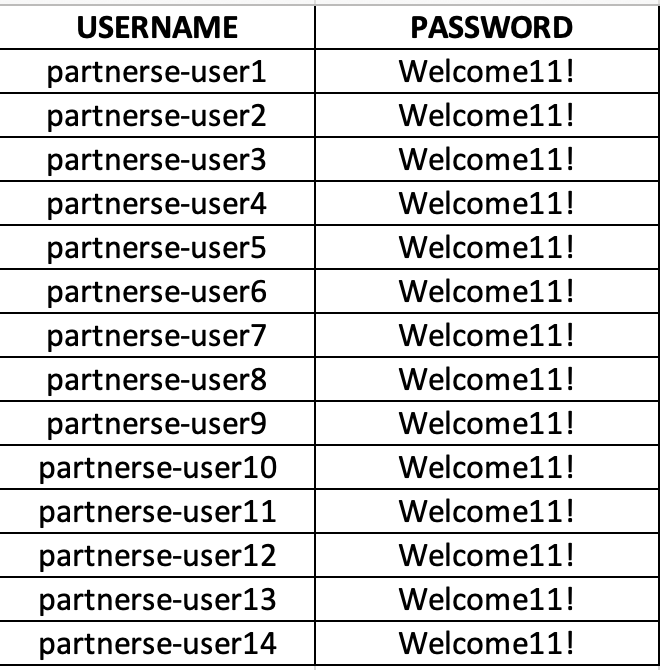 USERNAME PASSWORD
partnerse-user1 Welcome11!
partnerse-user2 Welcome11!
partnerse-user3 Welcome11!
partnerse-user4 Welcome11!
partnerse-user5 Welcome11!
partnerse-user6 Welcome11!
partnerse-user7 Welcome11!
partnerse-user8 Welcome11!
partnerse-user9 Welcome11!
partnerse-user10 Welcome11!
partnerse-user11 Welcome11!
partnerse-user12 Welcome11!
partnerse-user13 Welcome11!
partnerse-user14 Welcome11!